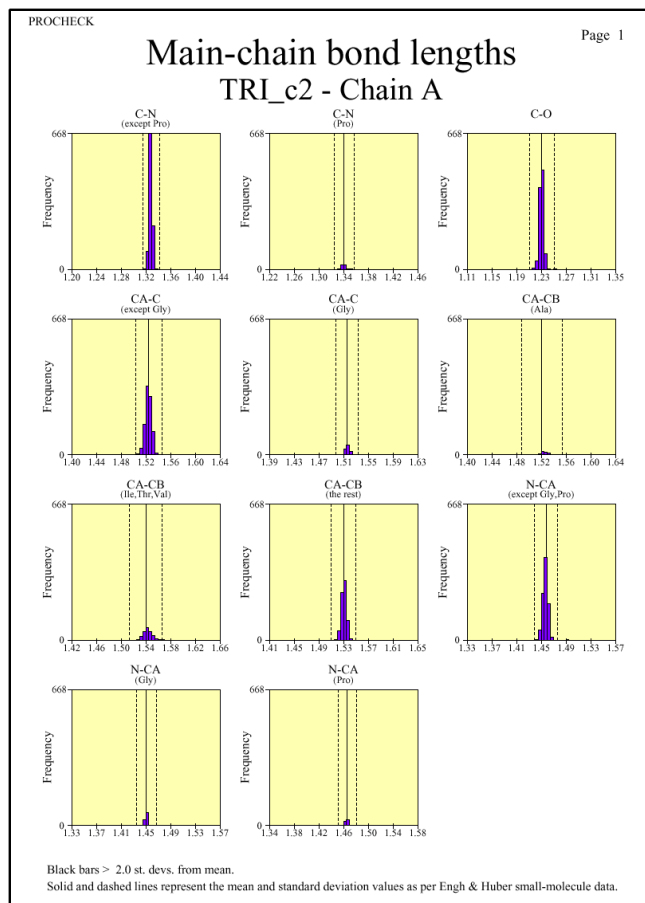 PROCHECK
Page 1
Main-chain bond lengths
TRI_c2 - Chain A
C-N
(except Pro)
668
Frequency
0
1.20 1.24 1.28 1.32 1.36 1.40 1.44
C-N
(Pro)
668
Frequency
0
1.22 1.26 1.30 1.34 1.38 1.42 1.46
C-O
668
Frequency
0
1.11 1.15 1.19 1.23 1.27 1.31 1.35
CA-C
(except Gly)
668
Frequency
0
1.40 1.44 1.48 1.52 1.56 1.60 1.64
CA-C
(Gly)
668
Frequency
0
1.39 1.43 1.47 1.51 1.52 1.55 1.59 1.63
CA-CB
(Ala)
668
Frequency
0
1.40 1.44 1.48 1.52 1.56 1.60 1.64
CA-CB
(Ile,Thr,Val)
668
Frequency
0
1.42 1.46 1.50 1.54 1.58 1.62 1.66
CA-CB
(the rest)
668
Frequency
0
1.41 1.45 1.49 1.53 1.57 1.61 1.65
N-CA
(except Gly,Pro)
668
Frequency
0
1.33 1.37 1.41 1.45 1.49 1.53 1.57
N-CA
(Gly)
668
Frequency
0
1.33 1.37 1.41 1.45 1.49 1.53 1.57
N-CA
(Pro)
668
Frequency
0
1.34 1.38 1.42 1.46 1.50 1.54 1.58
Black bars > 2.0 st. devs. from mean.
Solid and dashed lines represent the mean and standard deviation values as per Engh & Huber small-molecule data.